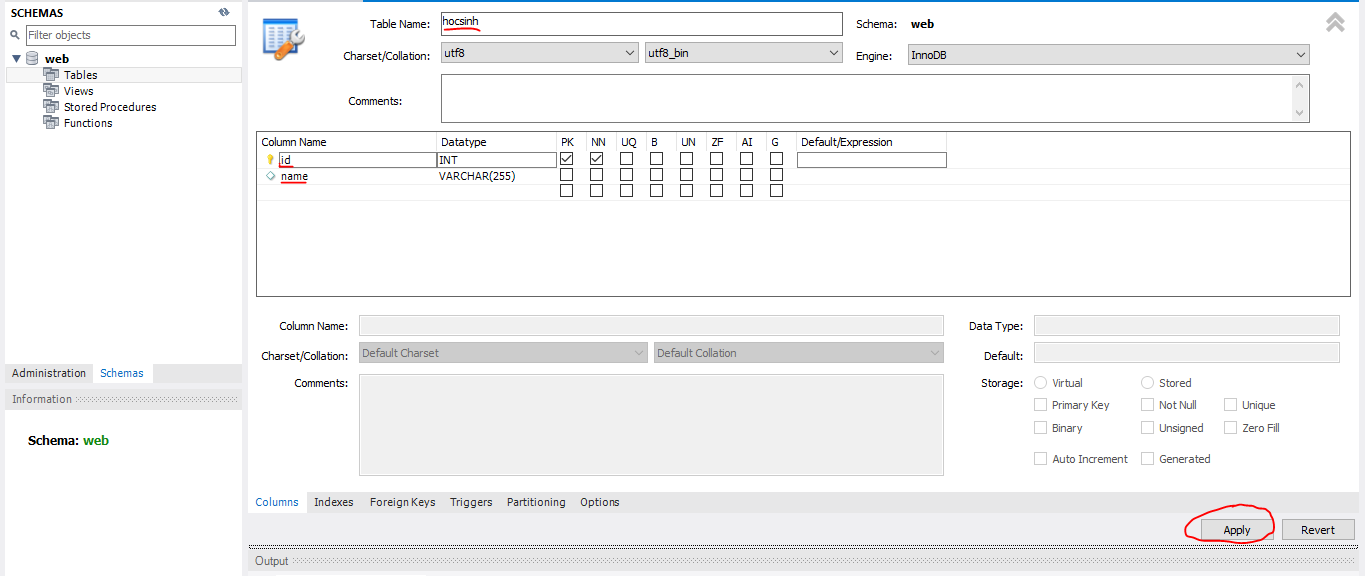 SCHEMAS
Filter objects
web
Tables
Views
Stored Procedures
Functions
Administration Schemas
Information
Schema: web
Table Name: hocsinh Schema: web
Charset/Collation: utf8 utf8_bin Engine: InnoDB
Comments:
Column Name Datatype PK NN UQ B UN ZF AI G Default/Expression
id INT
name VARCHAR(255)
Column Name: Data Type:
Charset/Collation: Default Charset Default Collation Default:
Comments: Storage: Virtual Stored
Primary Key Not Null Unique
Binary Unsigned Zero Fill
Auto Increment Generated
Columns Indexes Foreign Keys Triggers Partitioning Options
Apply Revert
Output